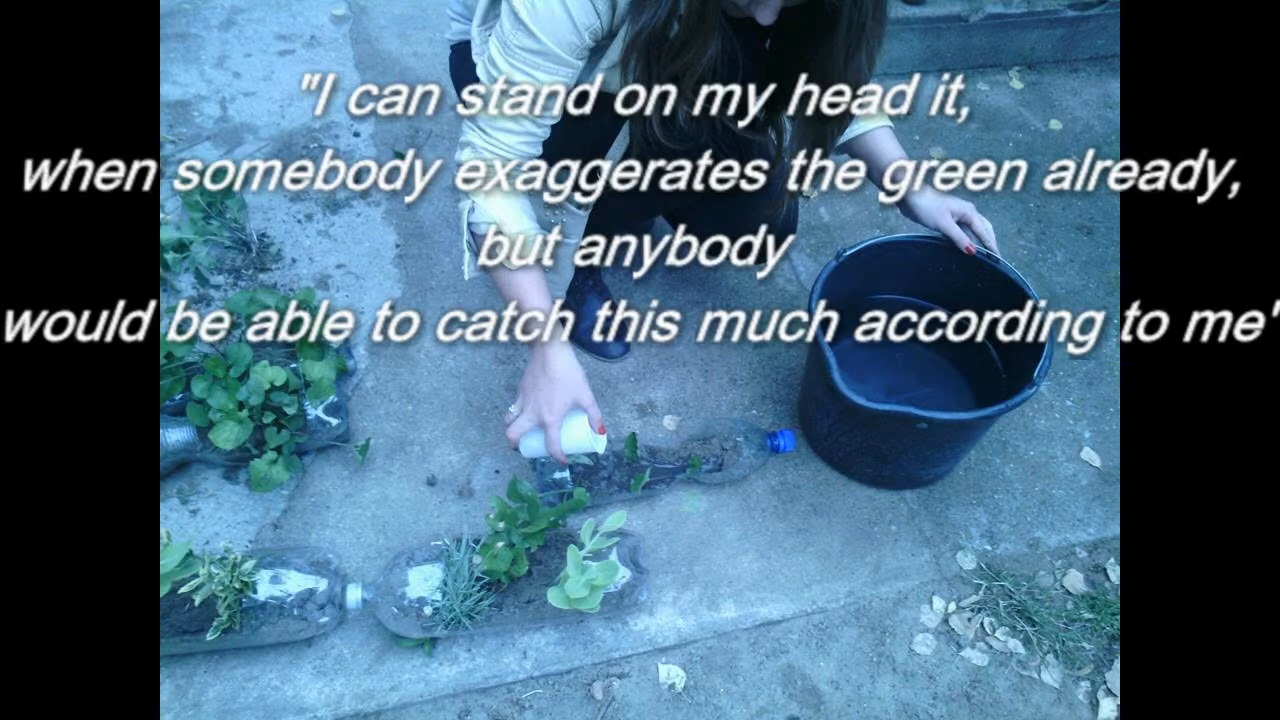 "I can stand on my head it,
when somebody exaggerates the green already,
but anybody
would be able to catch this much according to me"